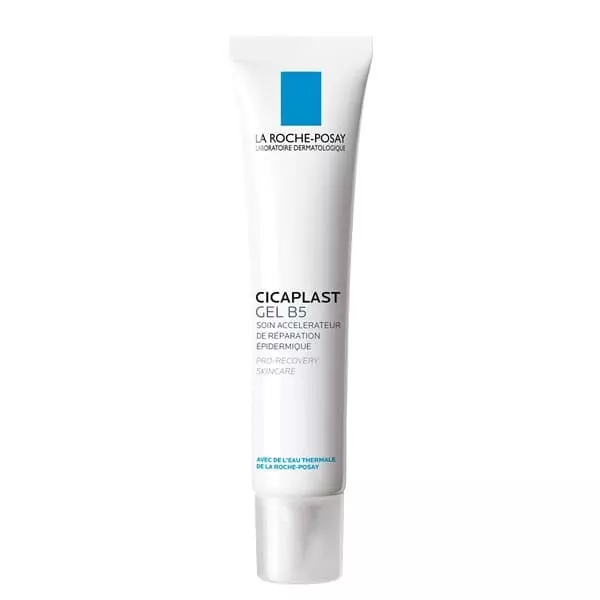 LA ROCHE-POSAY
LABORATOIRE DERMATOLOGIQUE
CICAPLAST
GEL B5
SOIN ACCELERATEUR
DE RÉPARATION
ÉPIDERMIQUE
PRO-RECOVERY
SKINCARE
AVEC DE L'EAU THERMALE
DE LA ROCHE-POSAY